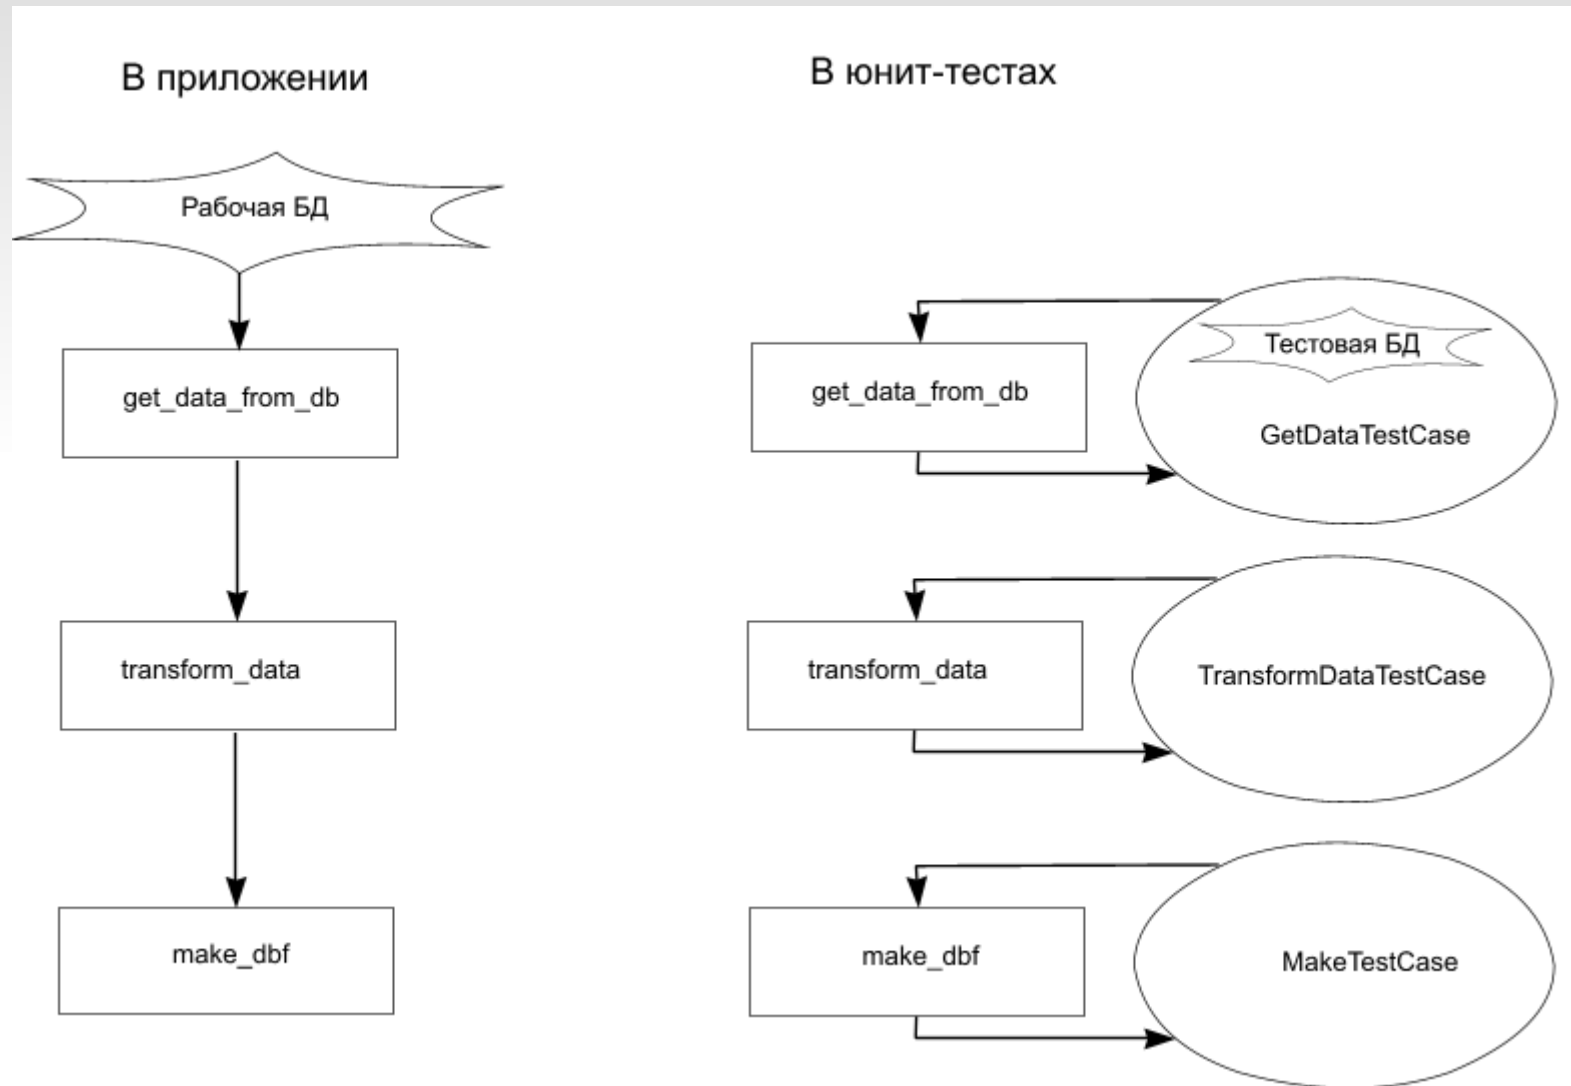 В приложении
В юнит-тестах
Рабочая БД
get_data_from_db
transform_data
make_dbf
get_data_from_db
Тестовая БД
GetDataTestCase
transform_data
TransformDataTestCase
make_dbf
MakeTestCase